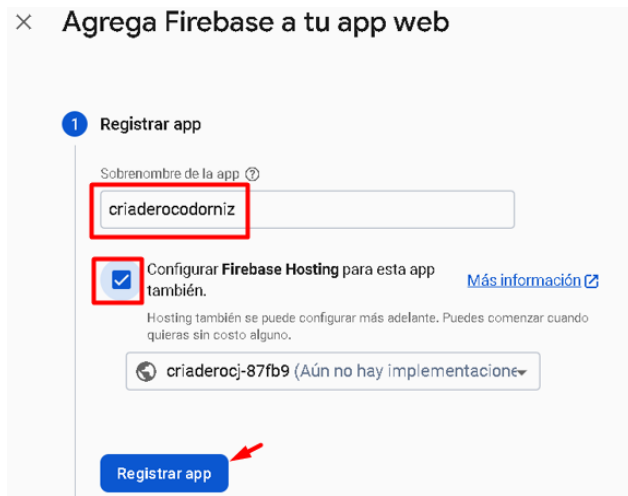 Agrega Firebase a tu app web
1 Registrar app
Sobrenombre de la app
criaderocodorniz
Configurar Firebase Hosting para esta app
también.
Más información
Hosting también se puede configurar más adelante. Puedes comenzar cuando
quieras sin costo alguno.
criaderocj-87fb9 (Aún no hay implementacione
Registrar app